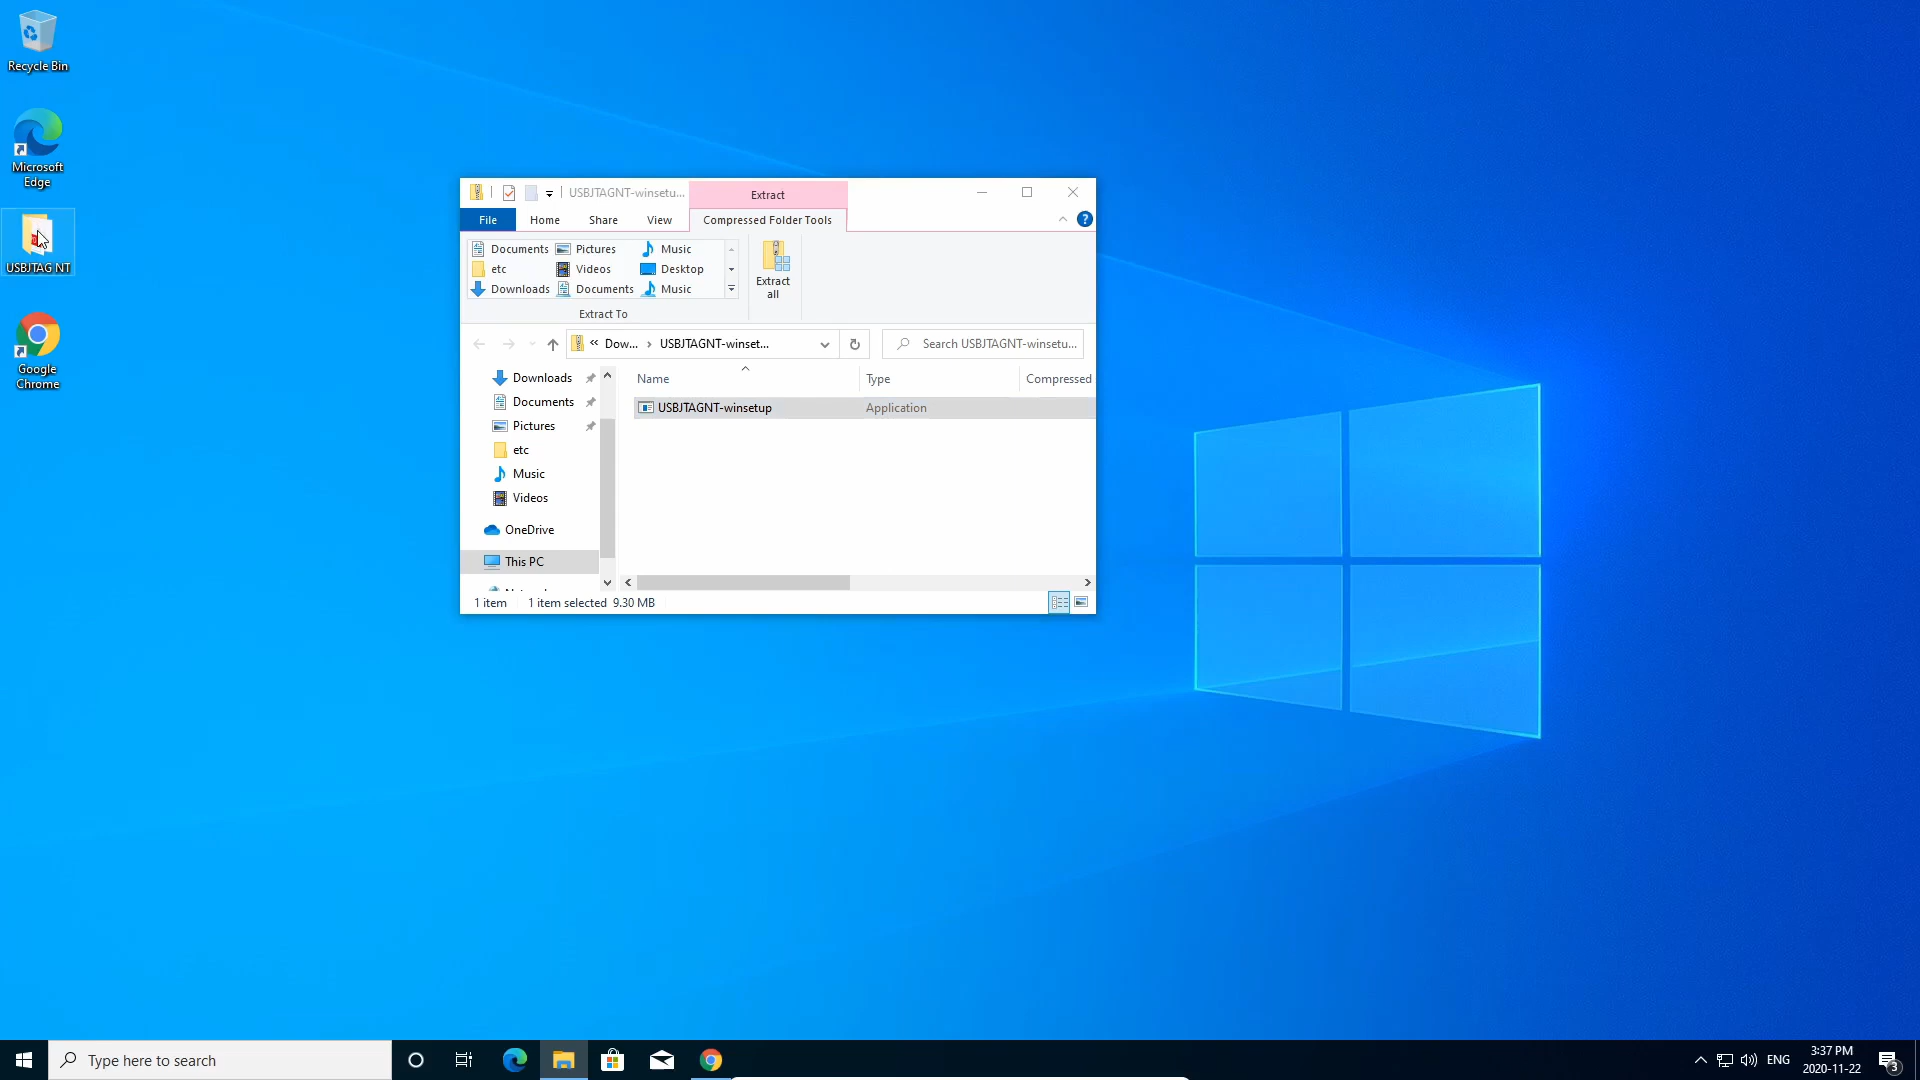 Recycle Bin
Microsoft
Edge
USBJTAG NT
Google
Chrome
USBJTAGNT-winsetu...
Extract
File
Home
Share
View
Compressed Folder Tools
Documents
Pictures
Music
etc
Videos
Desktop
Downloads
Documents
Music
Extract
all
Extract To
« Dow... › USBJTAGNT-winset...
Search USBJTAGNT-winsetu...
Downloads
Documents
Pictures
etc
Music
Videos
OneDrive
This PC
Name
Type
Compressed
USBJTAGNT-winsetup
Application
1 item
1 item selected 9.30 MB
Type here to search
ENG
3:37 PM
2020-11-22
3